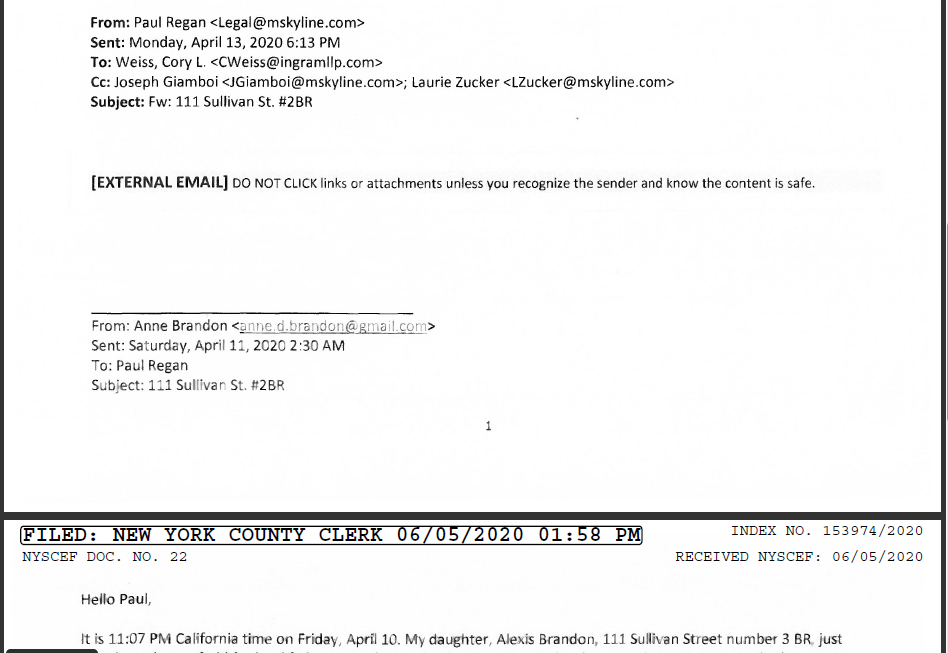 From: Paul Regan <Legal@mskyline.com>
Sent: Monday, April 13, 2020 6:13 PM
To: Weiss, Cory L. <CWeiss@ingramllp.com>
Cc: Joseph Giamboi <JGiamboi@mskyline.com>; Laurie Zucker <LZucker@mskyline.com>
Subject: Fw: 111 Sullivan St. #2BR
[EXTERNAL EMAIL] DO NOT CLICK links or attachments unless you recognize the sender and know the content is safe.
From: Anne Brandon <anne.d.brandon@gmail.com>
Sent: Saturday, April 11, 2020 2:30 AM
To: Paul Regan
Subject: 111 Sullivan St. #2BR
1
FILED: NEW YORK COUNTY CLERK 06/05/2020 01:58 PM
INDEX NO. 153974/2020
NYSCEF DOC. NO. 22
RECEIVED NYSCEF: 06/05/2020
Hello Paul,
It is 11:07 PM California time on Friday, April 10. My daughter, Alexis Brandon, 111 Sullivan Street number 3 BR, just